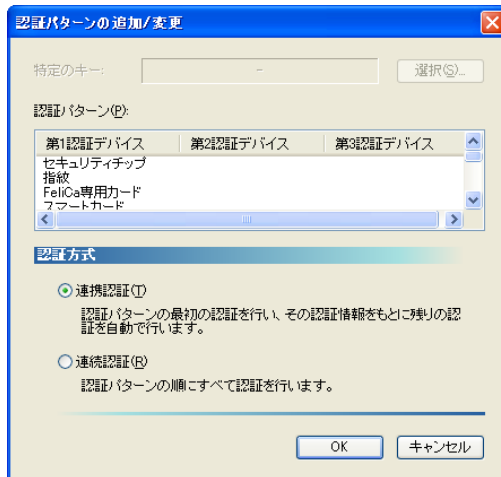 認証パターンの追加/変更
特定のキー: - 選択(S)...
認証パターン(P):
第1認証デバイス 第2認証デバイス 第3認証デバイス
セキュリティチップ
指紋
FeliCa専用カード
スマートカード
認証方式
連携認証(T)
認証パターンの最初の認証を行い、その認証情報をもとに残りの認
証を自動で行います。
連続認証(R)
認証パターンの順にすべて認証を行います。
OK キャンセル